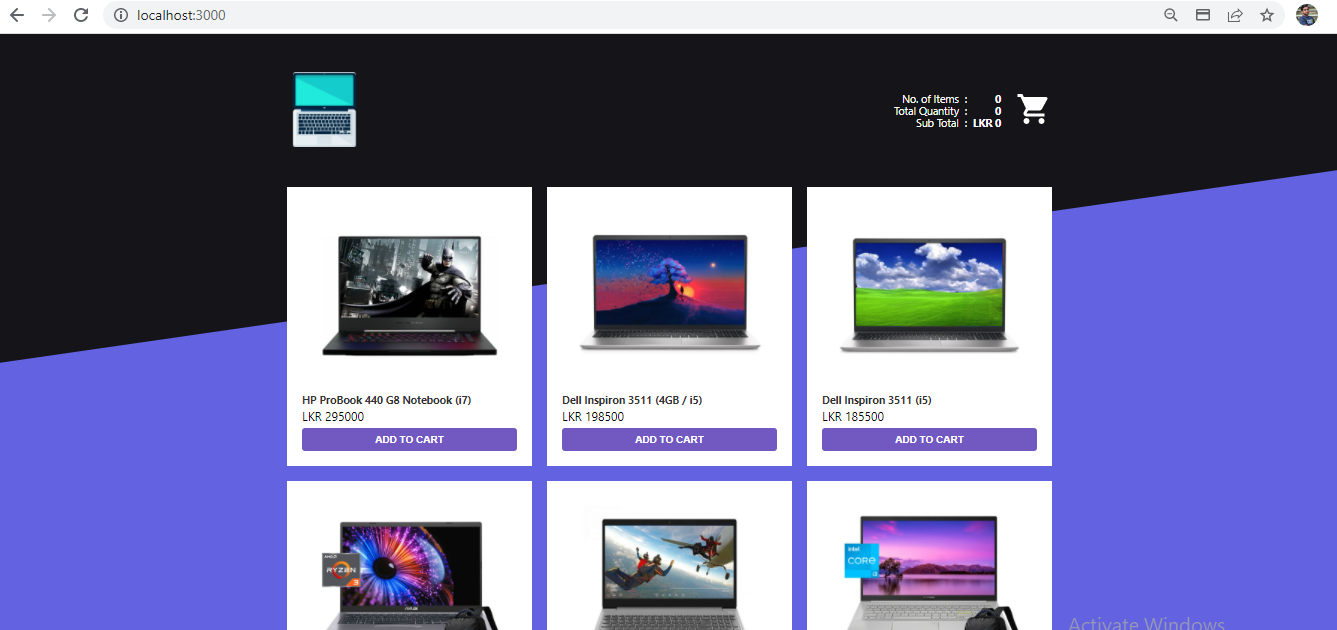 localhost:3000
No. of Items : 0
Total Quantity : 0
Sub Total : LKR 0
HP ProBook 440 G8 Notebook (i7)
LKR 295000
ADD TO CART
Dell Inspiron 3511 (4GB / i5)
LKR 198500
ADD TO CART
Dell Inspiron 3511 (i5)
LKR 185500
ADD TO CART
AMD
RYZEN
3
ASUS
intel
CORE
i3
Activate Windows